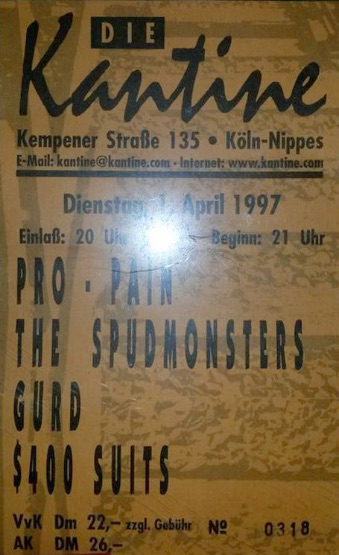 DIE
Kantine
Kempener Straße 135 • Köln-Nippes
E-Mail: kantine@kantine.com - Internet: www.kantine.com
Dienstag, 1. April 1997
Einlaß: 20 Uhr - Beginn: 21 Uhr
PRO - PAIN
THE SPUDMONSTERS
GURD
$400 SUITS
VvK Dm 22,- zzgl. Gebühr Nº 0318
AK DM 26,-